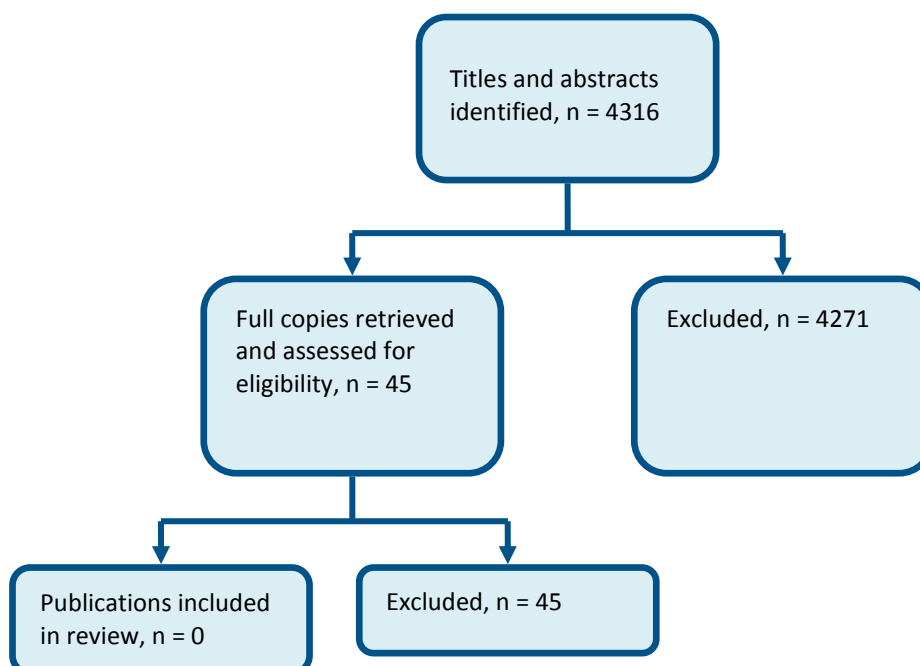 Titles and abstracts
identified, n = 4316
Full copies retrieved
and assessed for
eligibility, n = 45
Excluded, n = 4271
Publications included
in review, n = 0
Excluded, n = 45